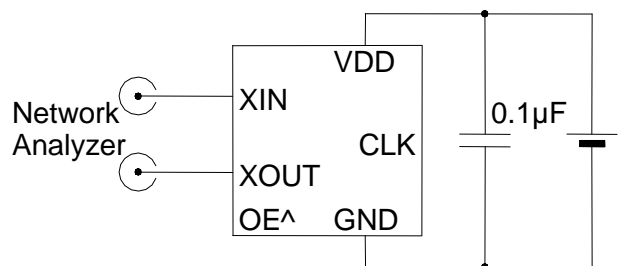 VDD
Network
Analyzer
XIN
0.1µF
CLK
XOUT
OE^
GND